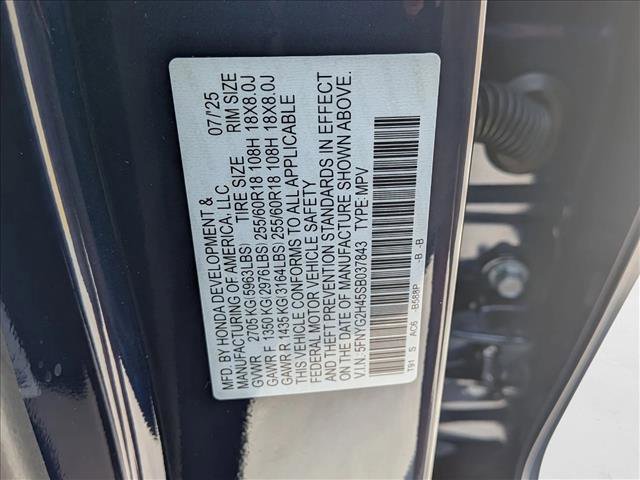 MFD. BY HONDA DEVELOPMENT & 07/'25
MANUFACTURING OF AMERICA, LLC
TIRE SIZE RIM SIZE
GVWR 2705 KG(5963LBS)
GAWR F 1350 KG(2976LBS) 255/60R18 108H 18X8.0J
GAWR R 1435 KG(3164LBS) 255/60R18 108H 18X8.0J
THIS VEHICLE CONFORMS TO ALL APPLICABLE
FEDERAL MOTOR VEHICLE SAFETY
AND THEFT PREVENTION STANDARDS IN EFFECT
ON THE DATE OF MANUFACTURE SHOWN ABOVE.
V.I.N.: 5FNYG2H45SB037843 TYPE: MPV
T91 S AC6 -B588P -B -B